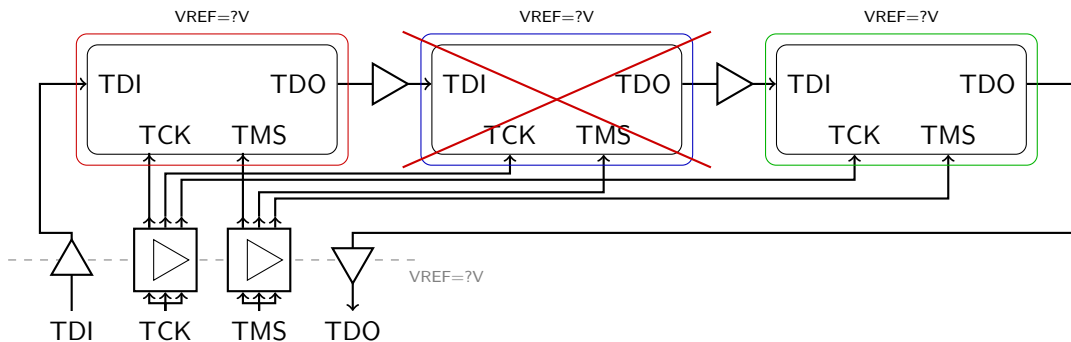 VREF=?V VREF=?V VREF=?V
TDI TDO TDI TDO TDI TDO
TCK TMS TCK TMS TCK TMS
VREF=?V
TDI TCK TMS TDO